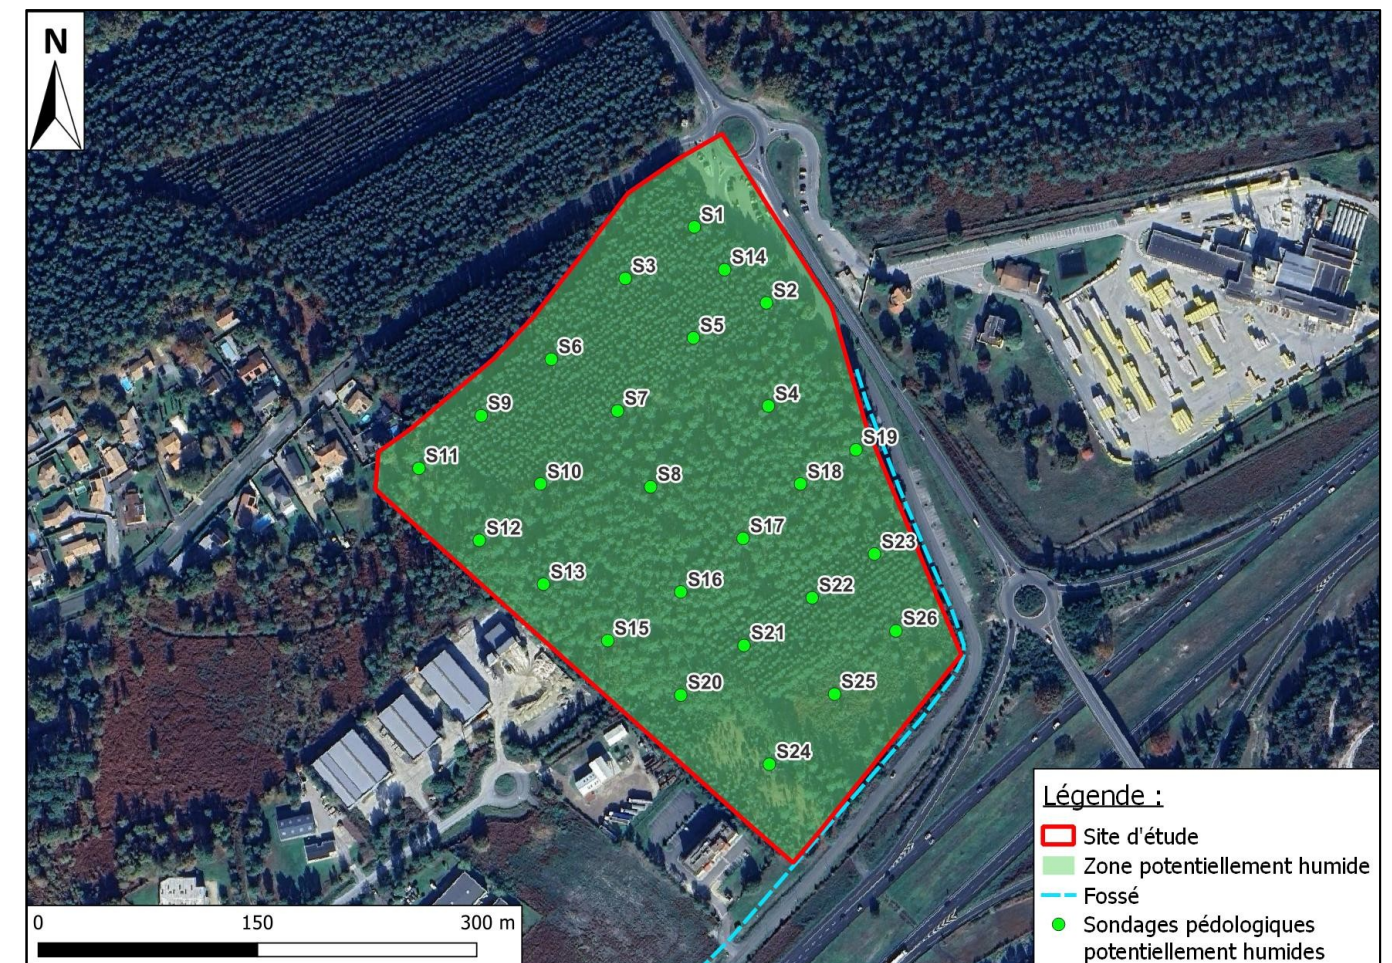 N
S1
S14
S3
S2
S5
S6
S7
S4
S9
S19
S11
S10
S8
S18
S12
S17
S23
S13
S16
S22
S26
S15
S21
S20
S25
S24
Légende :
Site d'étude
Zone potentiellement humide
Fossé
Sondages pédologiques
potentiellement humides
0 150 300 m